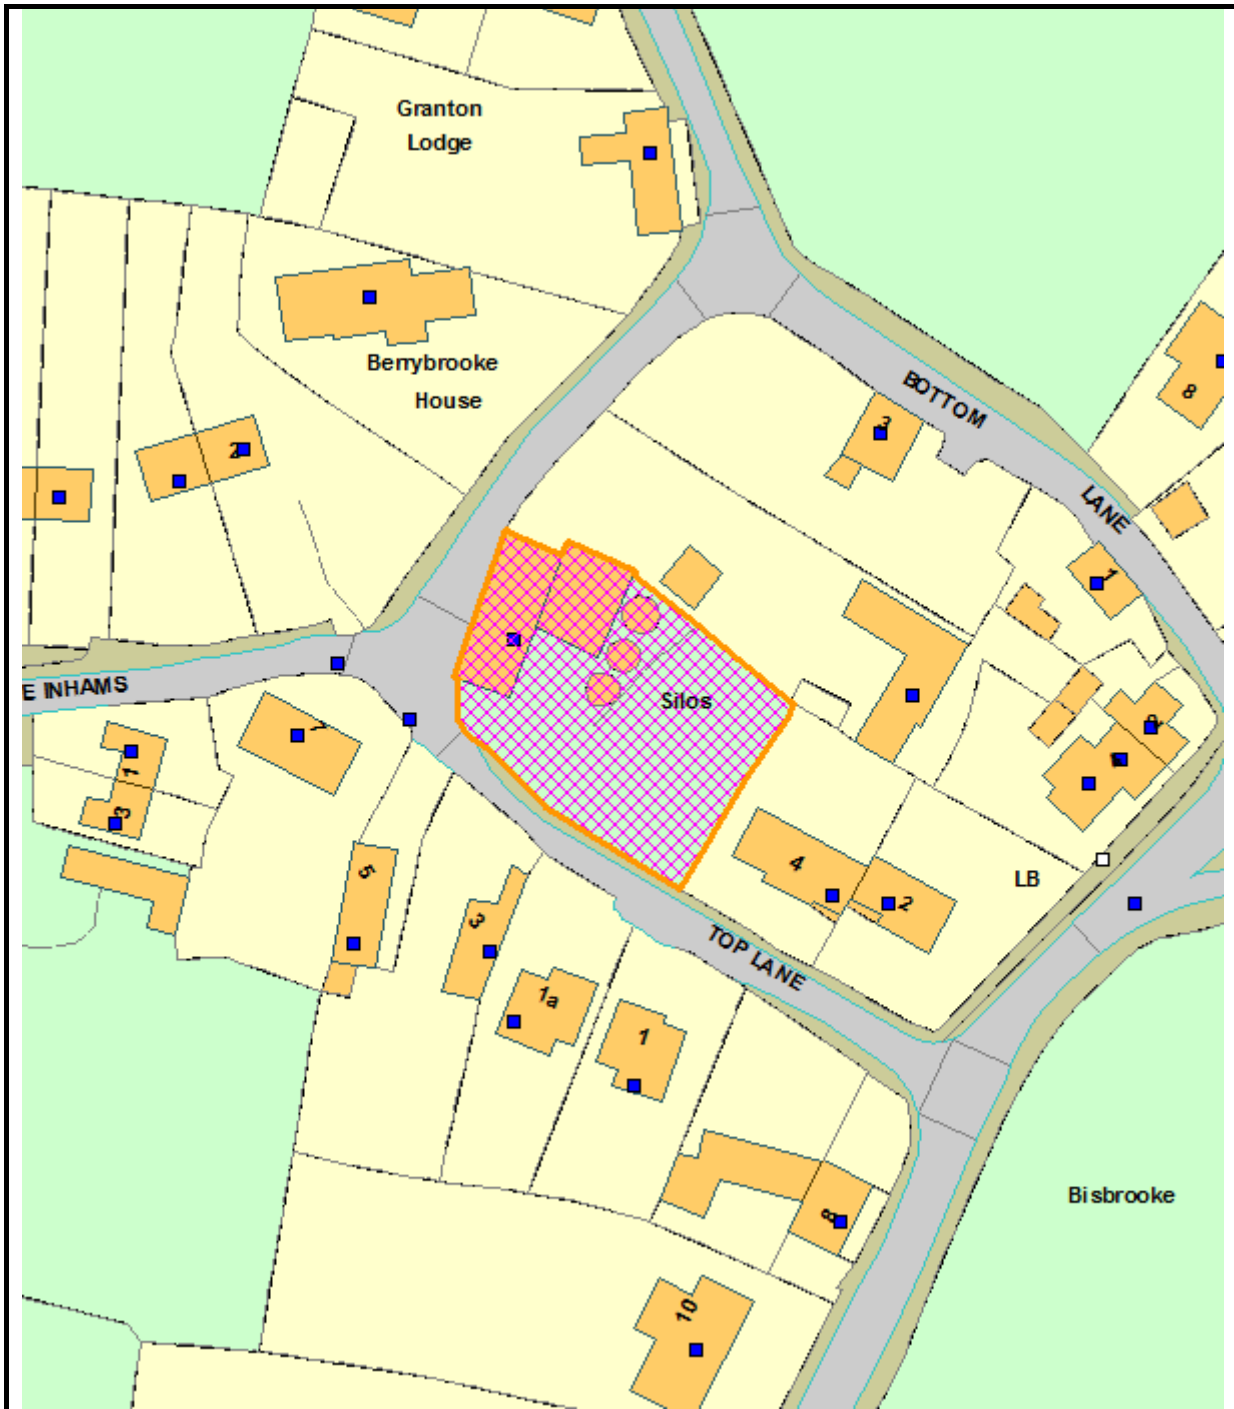 Granton
Lodge
Berrybrooke
House
BOTTOM
LANE
8
3
2
1
E INHAMS
Silos
7
1
3
5
3
4
2
LB
TOP LANE
1a
1
8
10
Bisbrooke